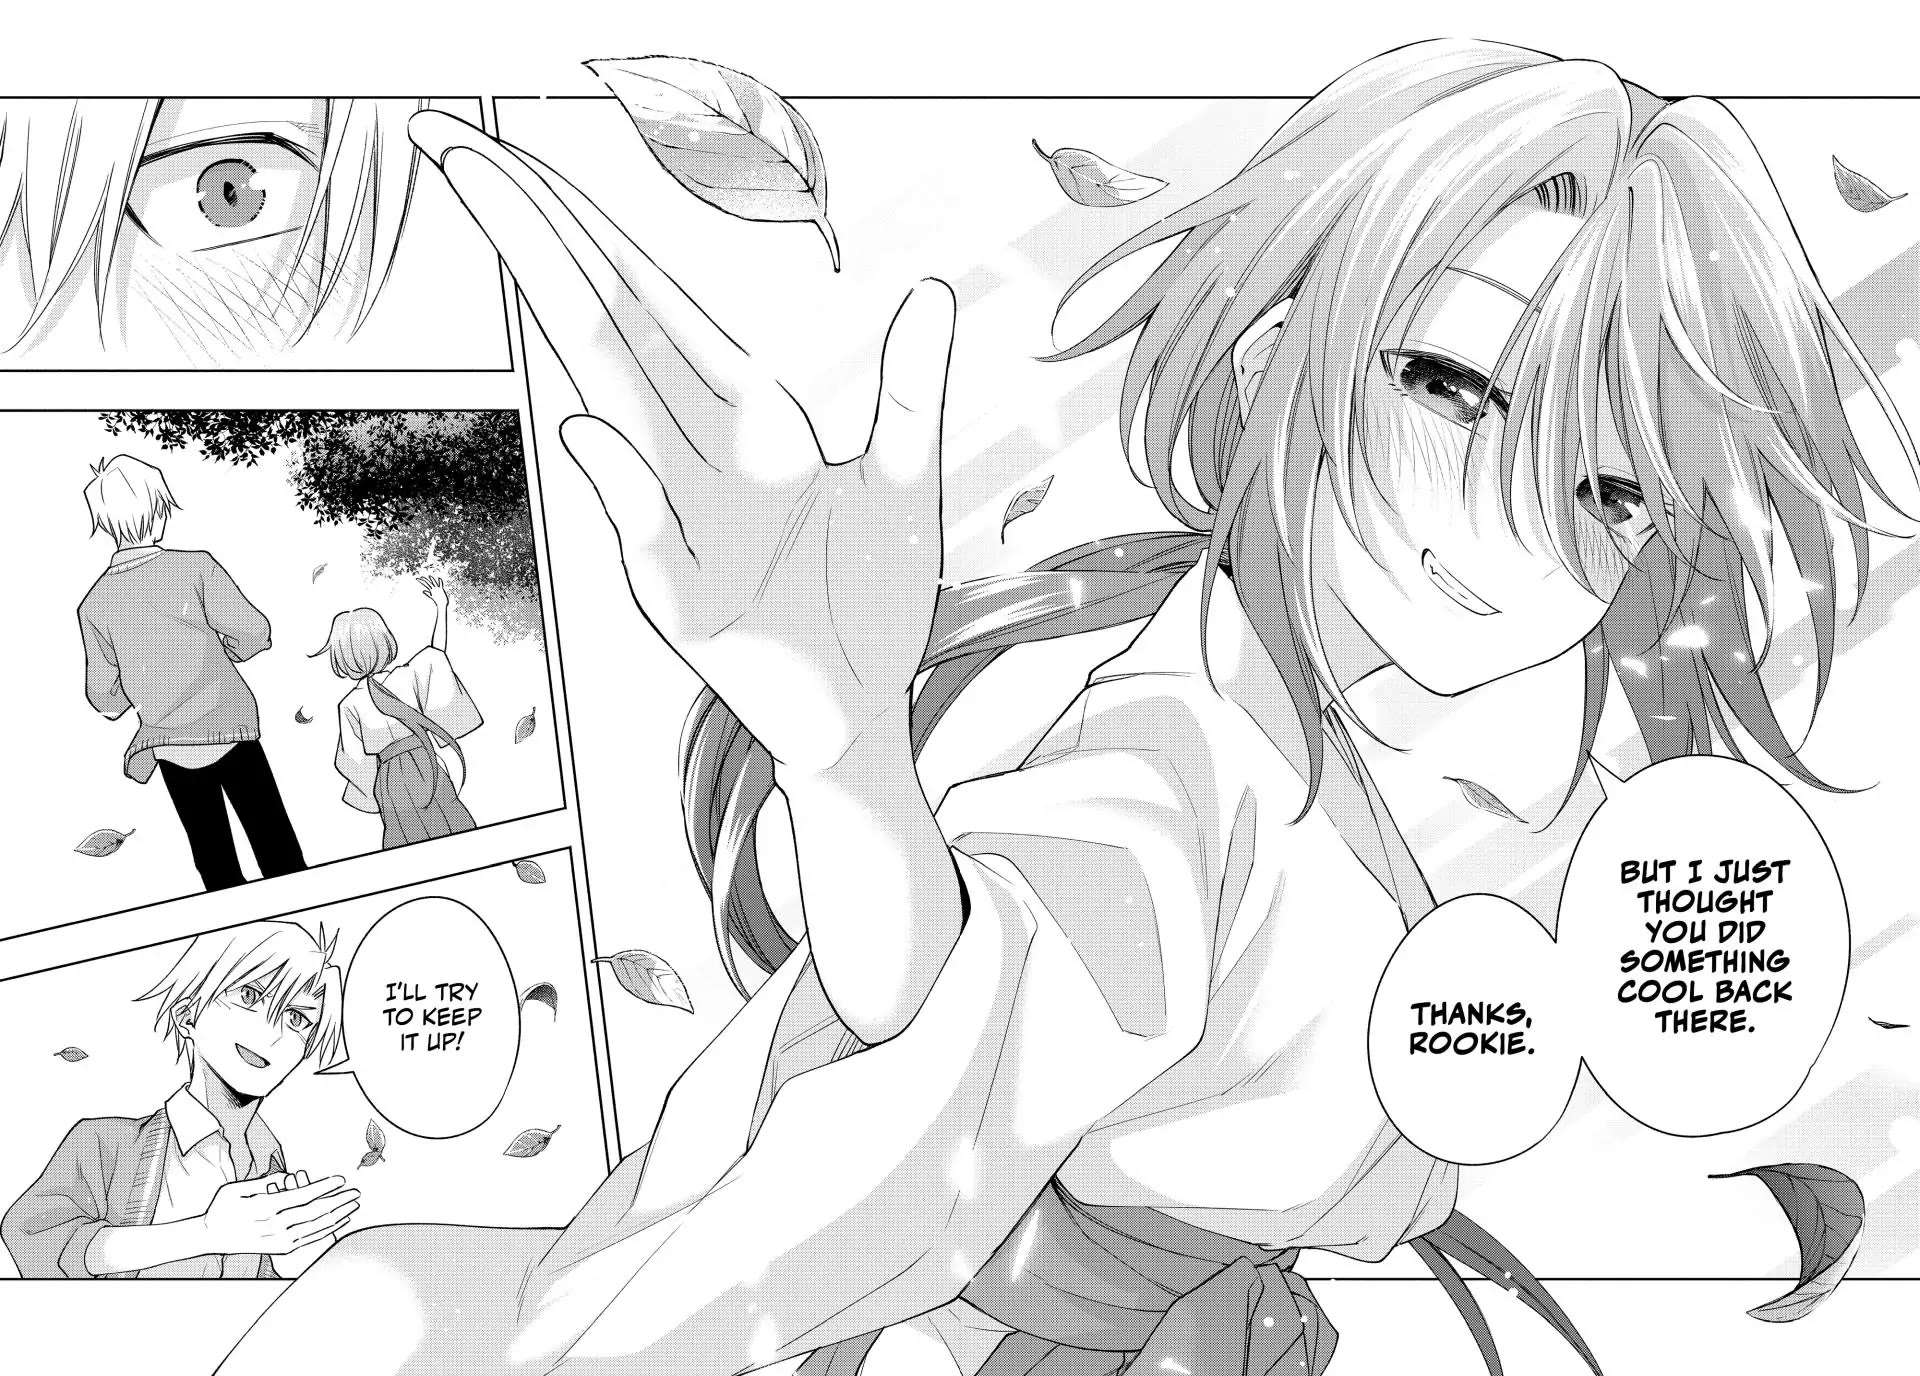 BUT I JUST
THOUGHT
YOU DID
SOMETHING
COOL BACK
THERE.
THANKS,
ROOKIE.
I'LL TRY
TO KEEP
IT UP!